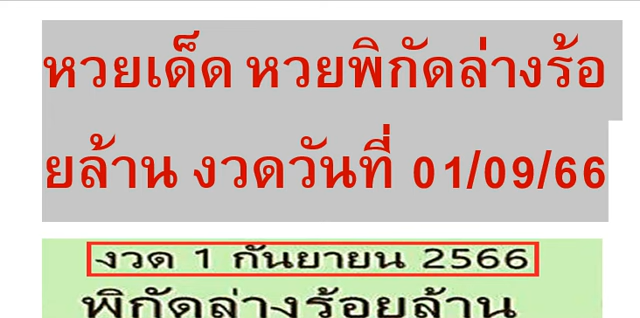 หวยเด็ด หวยพิกัดล่างร้อ
ยล้าน งวดวันที่ 01/09/66
งวด 1 กันยายน 2566
พิกัดล่างร้อยล้าน